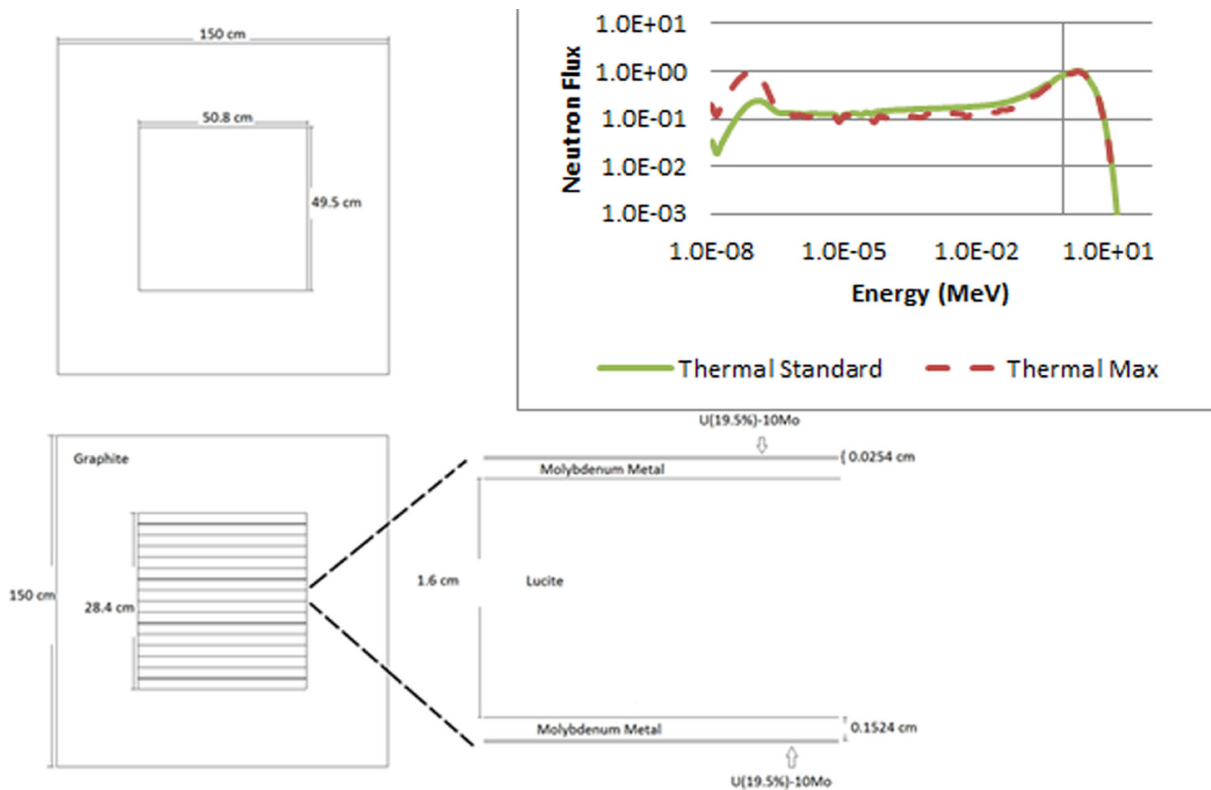 150 cm
50.8 cm
49.5 cm
1.0E+01
1.0E+00
1.0E-01
1.0E-02
1.0E-03
Neutron Flux
1.0E-08 1.0E-05 1.0E-02 1.0E+01
Energy (MeV)
Thermal Standard Thermal Max
Graphite
150 cm
28.4 cm
U(19.5%)-10Mo
Molybdenum Metal
0.0254 cm
1.6 cm
Lucite
Molybdenum Metal
0.1524 cm
U(19.5%)-10Mo